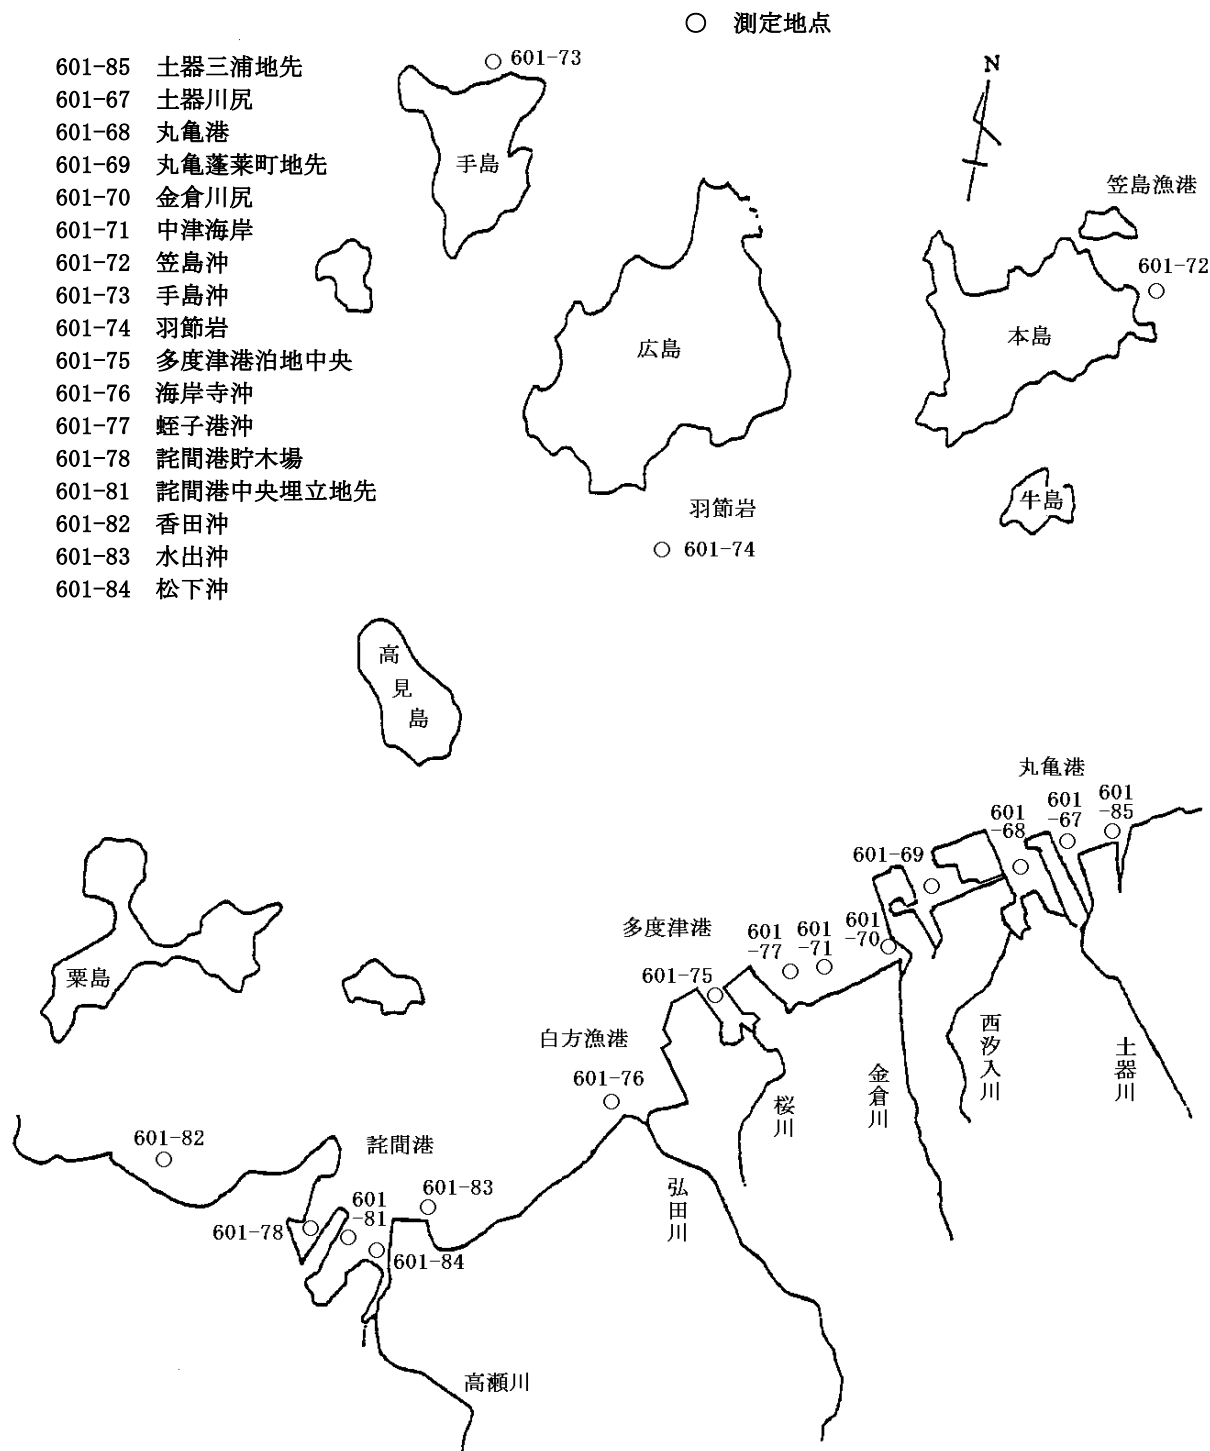 ○ 測定地点
601-85 土器三浦地先
601-67 土器川尻
601-68 丸亀港
601-69 丸亀蓬莱町地先
601-70 金倉川尻
601-71 中津海岸
601-72 笠島沖
601-73 手島沖
601-74 羽節岩
601-75 多度津港泊地中央
601-76 海岸寺沖
601-77 蛭子港沖
601-78 詫間港貯木場
601-81 詫間港中央埋立地先
601-82 香田沖
601-83 水出沖
601-84 松下沖
601-73
手島
N
笠島漁港
601-72
広島
本島
羽節岩
601-74
牛島
高見島
丸亀港
601
-85
601
-67
601
-68
601-69
多度津港
601
-77
601
-71
601
-70
601-75
粟島
白方漁港
601-76
桜川
金倉川
西汐入川
土器川
601-82
詫間港
601-83
弘田川
601-78
601
-81
601-84
高瀬川